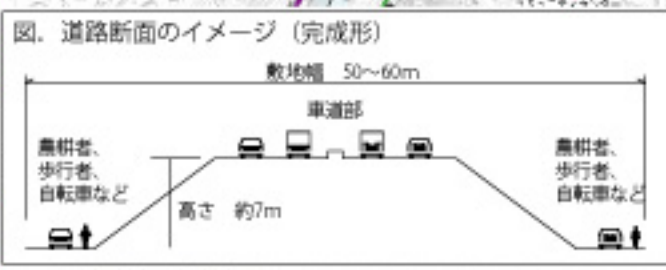 図. 道路断面のイメージ（完成形）
敷地幅 50～60m
車道部
農耕者、
歩行者、
自転車など
農耕者、
歩行者、
自転車など
高さ 約7m